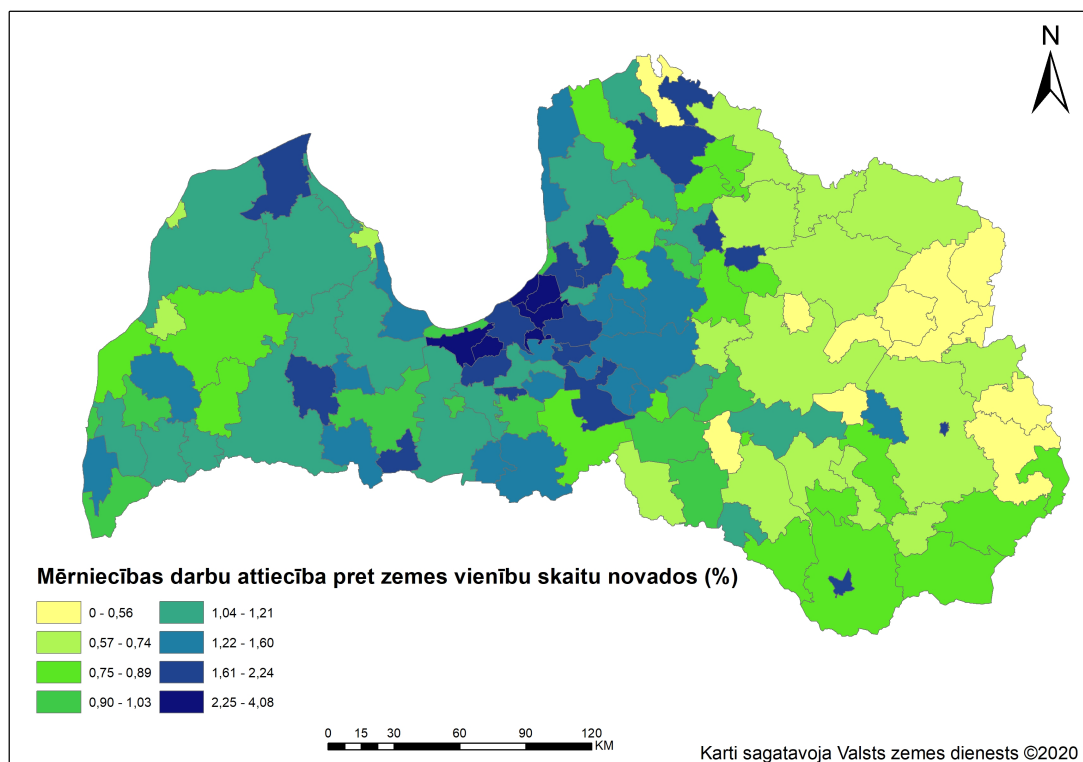 N
Mērniecības darbu attiecība pret zemes vienību skaitu novados (%)
0 - 0,56
0,57 - 0,74
0,75 - 0,89
0,90 - 1,03
1,04 - 1,21
1,22 - 1,60
1,61 - 2,24
2,25 - 4,08
0 15 30 60 90 120
KM
Karti sagatavoja Valsts zemes dienests ©2020